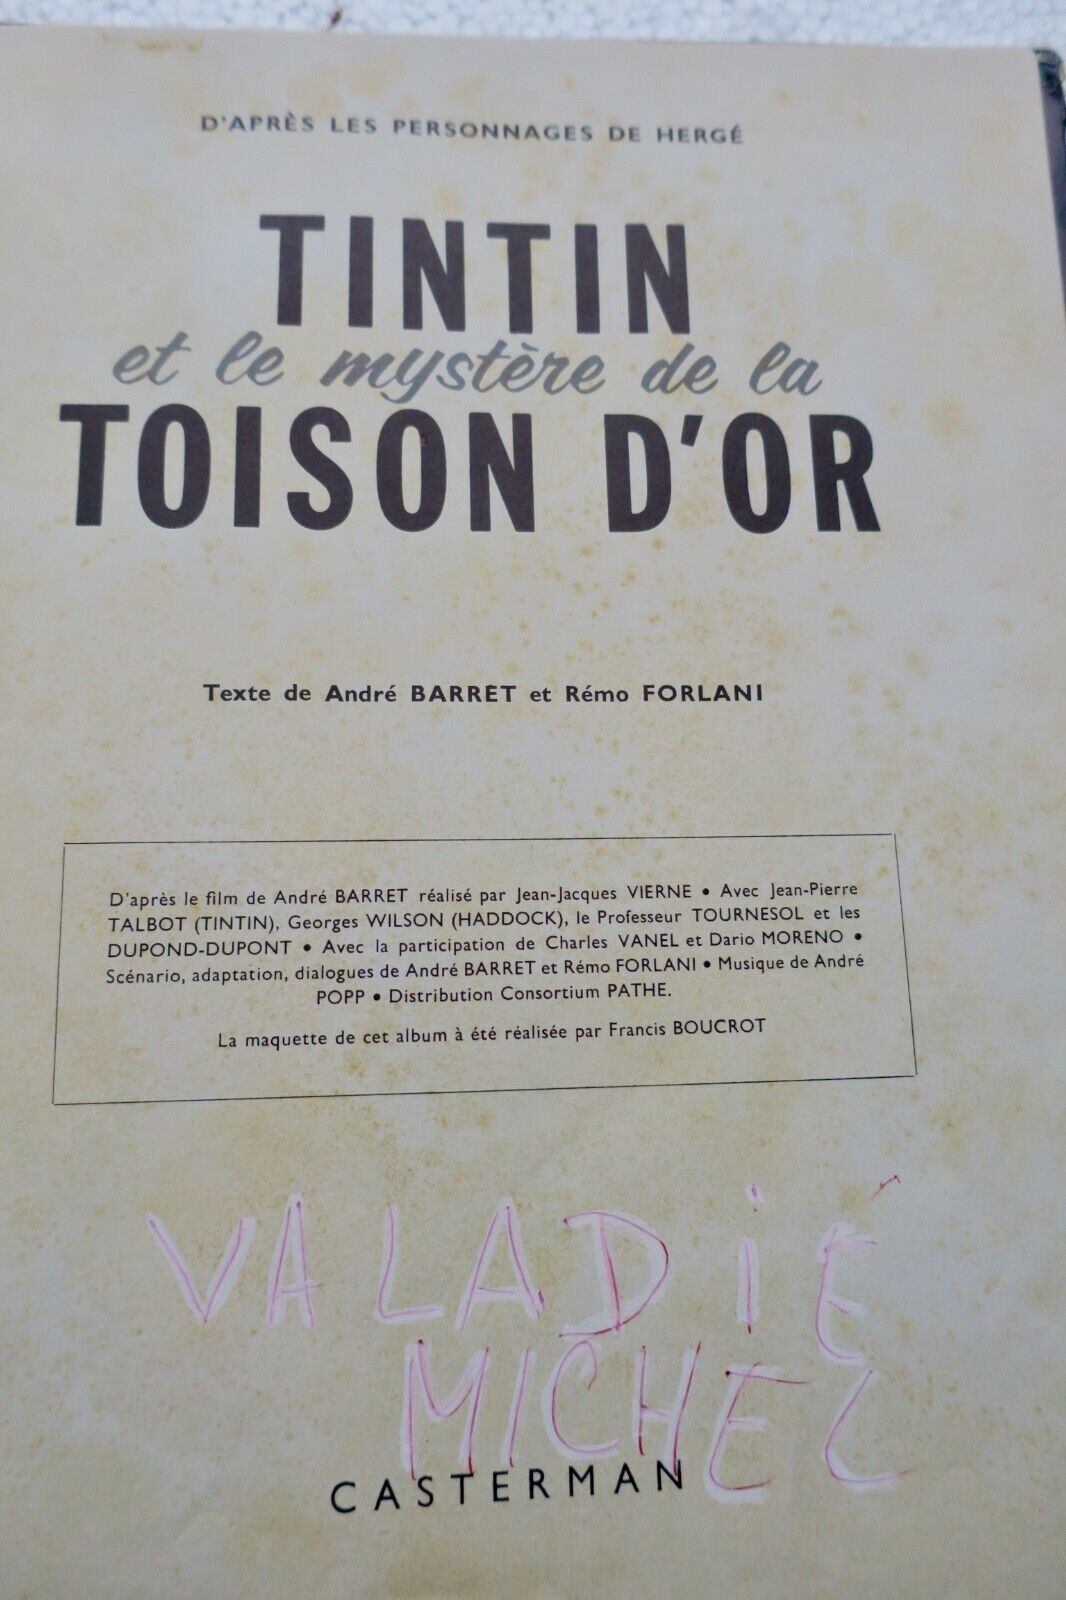 D'APRÈS LES PERSONNAGES DE HERGÉ
TINTIN
et le mystère de la
TOISON D'OR
Texte de André BARRET et Rémo FORLANI
D'après le film de André BARRET réalisé par Jean-Jacques VIERNE • Avec Jean-Pierre
TALBOT (TINTIN), Georges WILSON (HADDOCK), le Professeur TOURNESOL et les
DUPOND-DUPONT • Avec la participation de Charles VANEL et Dario MORENO •
Scénario, adaptation, dialogues de André BARRET et Rémo FORLANI • Musique de André
POPP • Distribution Consortium PATHE.
La maquette de cet album à été réalisée par Francis BOUCROT
VALADiÉ
MICHEL
CASTERMAN